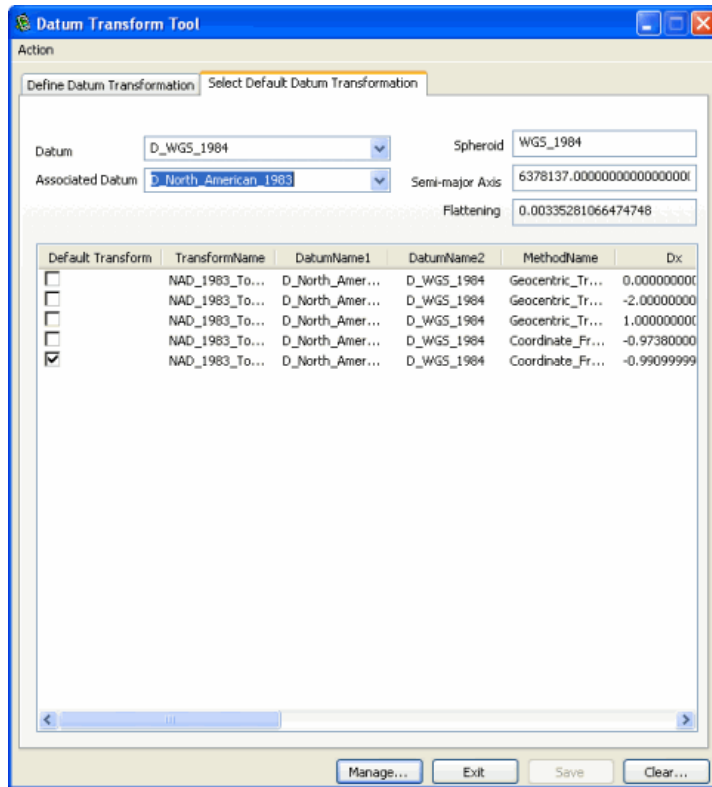 Datum Transform Tool
Action
Define Datum Transformation Select Default Datum Transformation
Datum D_WGS_1984 Spheroid WGS_1984
Associated Datum D_North_American_1983 Semi-major Axis 6378137.0000000000000000(
Flattening 0.00335281066474748
Default Transform TransformName DatumName1 DatumName2 MethodName Dx
NAD_1983_To... D_North_Amer... D_WGS_1984 Geocentric_Tr... 0.000000000(
NAD_1983_To... D_North_Amer... D_WGS_1984 Geocentric_Tr... -2.00000000
NAD_1983_To... D_North_Amer... D_WGS_1984 Geocentric_Tr... 1.000000000(
NAD_1983_To... D_North_Amer... D_WGS_1984 Coordinate_Fr... -0.97380000
NAD_1983_To... D_North_Amer... D_WGS_1984 Coordinate_Fr... -0.99099999
Manage... Exit Save Clear...